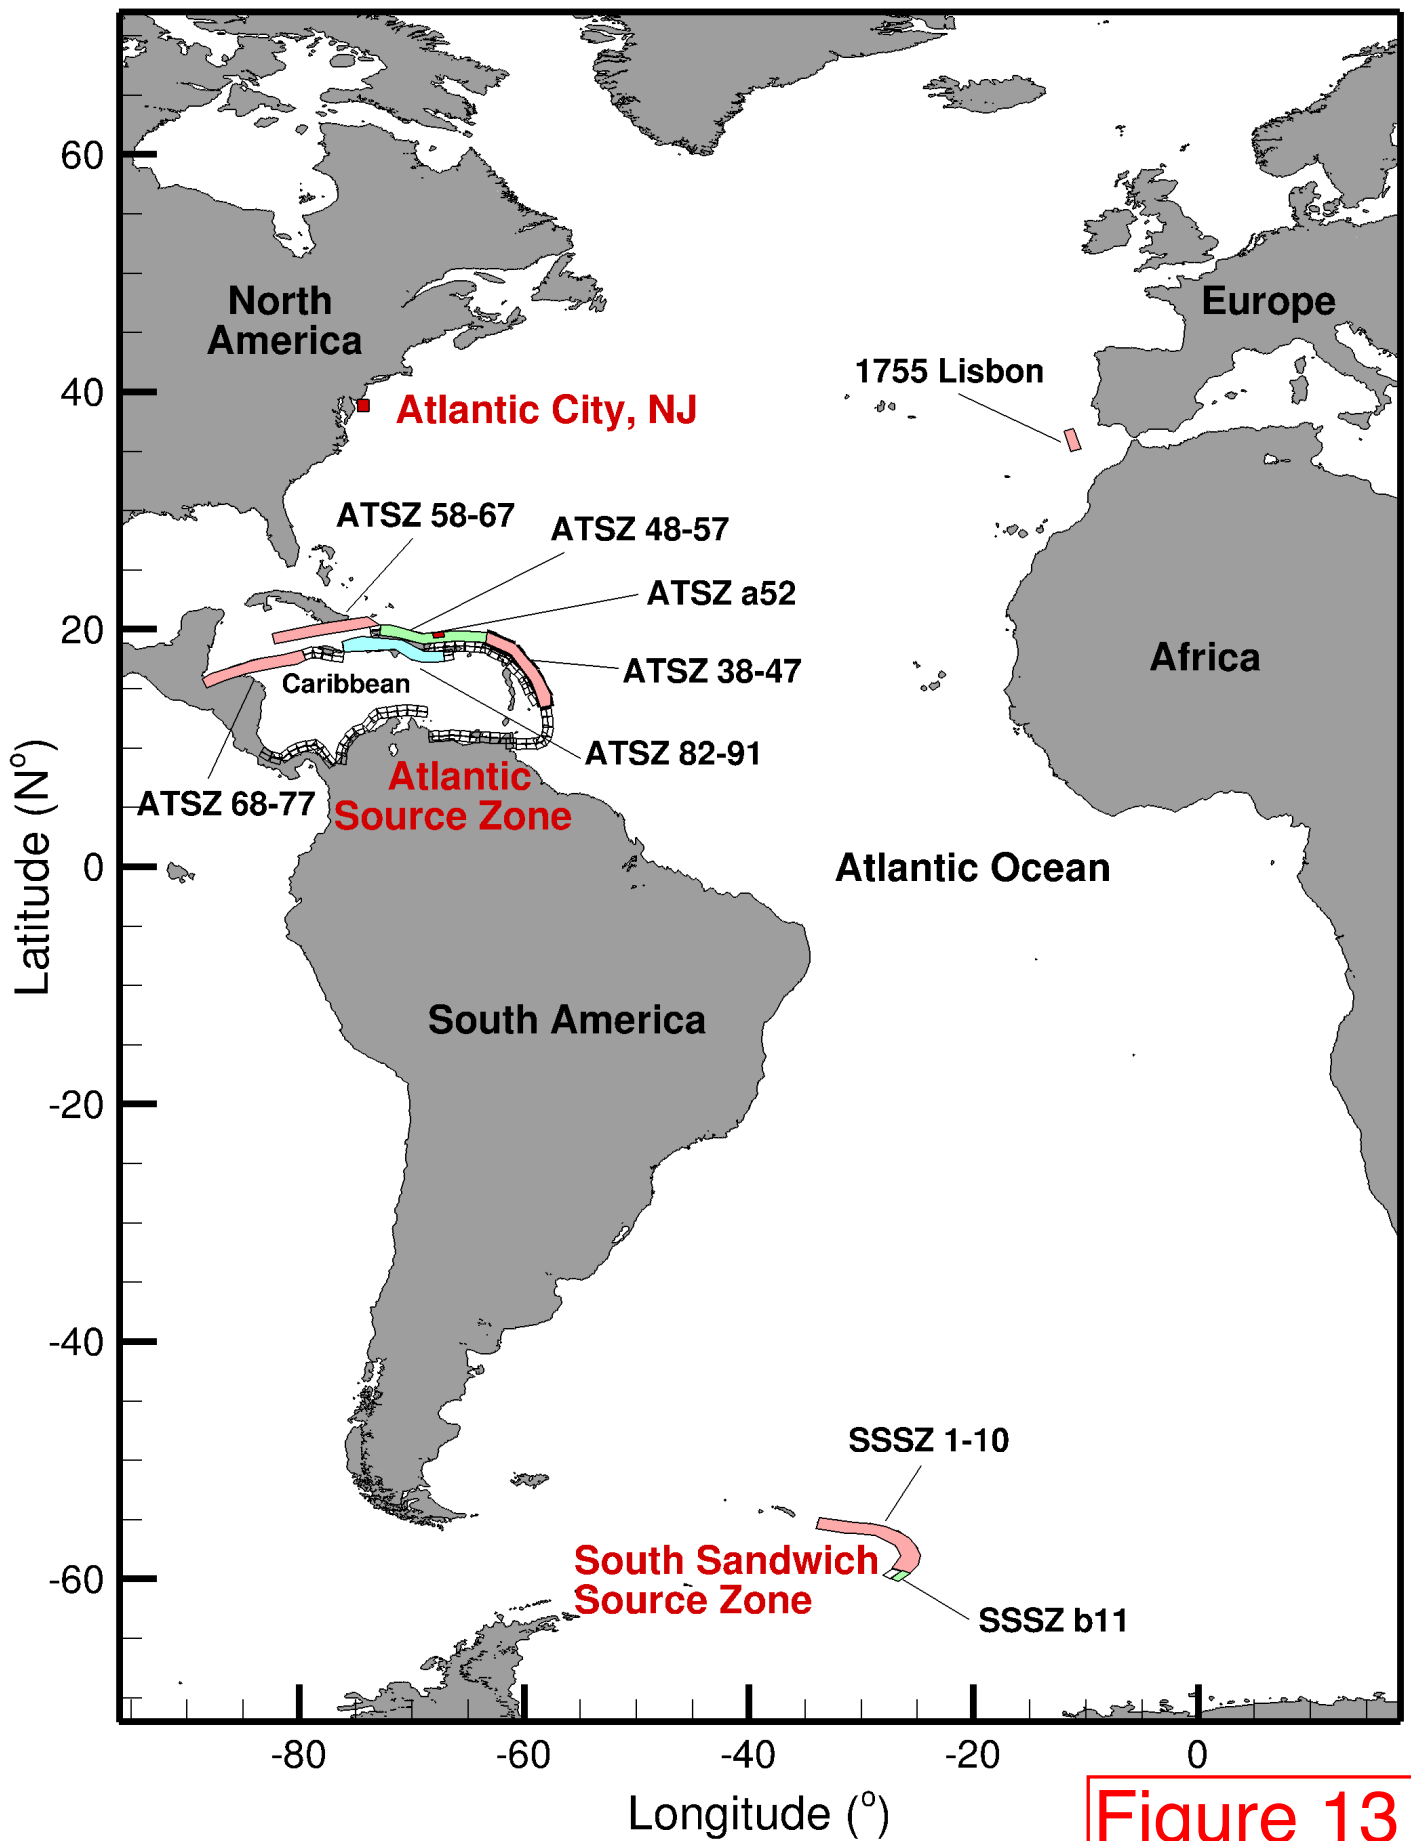 60
North
America
Europe
1755 Lisbon
40
Atlantic City, NJ
ATSZ 58-67
ATSZ 48-57
ATSZ a52
20
ATSZ 38-47
Africa
Caribbean
ATSZ 82-91
Atlantic
Source Zone
ATSZ 68-77
Latitude (Nº)
0
Atlantic Ocean
South America
-20
-40
SSSZ 1-10
South Sandwich
Source Zone
-60
SSSZ b11
-80
-60
-40
-20
0
Longitude (º)
Figure 13